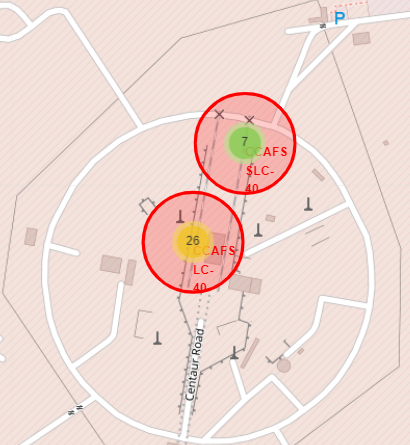 P
7
CCAFS
SLC-
40
26
CCAFS
LC-
40
Centaur Road